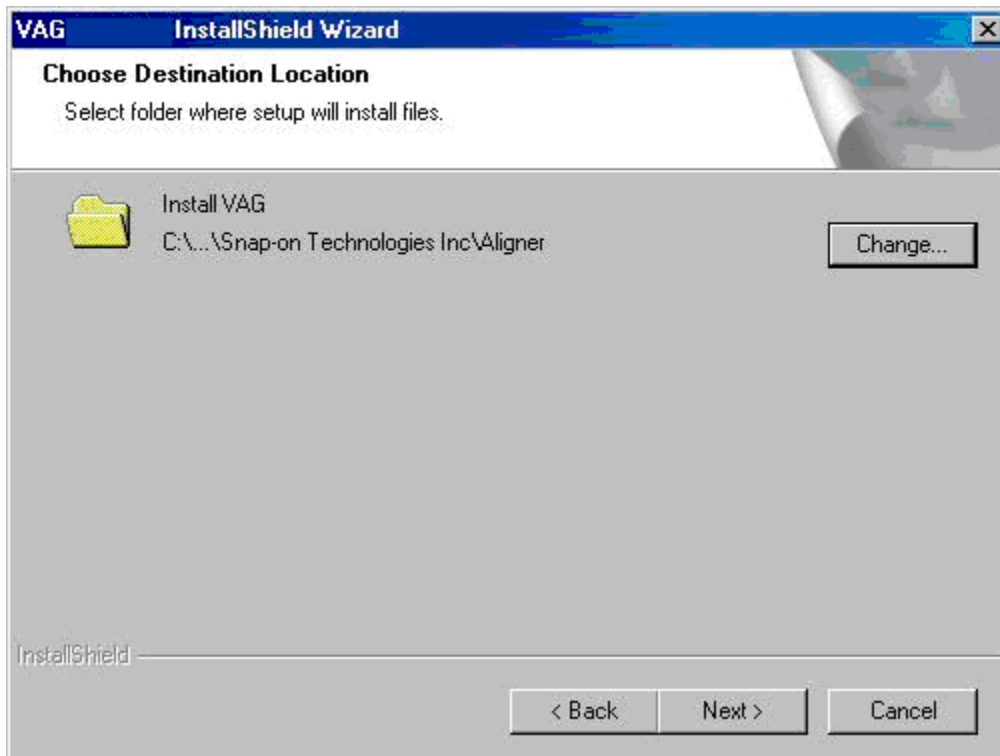 VAG InstallShield Wizard
Choose Destination Location
Select folder where setup will install files.
Install VAG
C:\...\Snap-on Technologies Inc\Aligner
Change...
InstallShield
< Back
Next >
Cancel